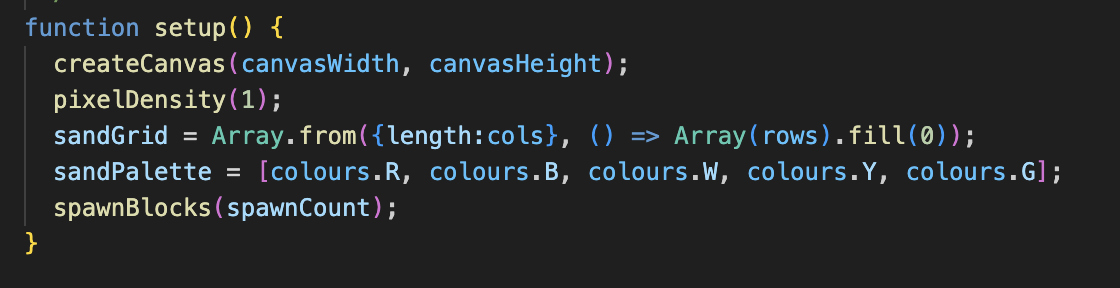 function setup() {
createCanvas(canvasWidth, canvasHeight);
pixelDensity(1);
sandGrid = Array.from({length:cols}, () => Array(rows).fill(0));
sandPalette = [colours.R, colours.B, colours.W, colours.Y, colours.G];
spawnBlocks(spawnCount);
}